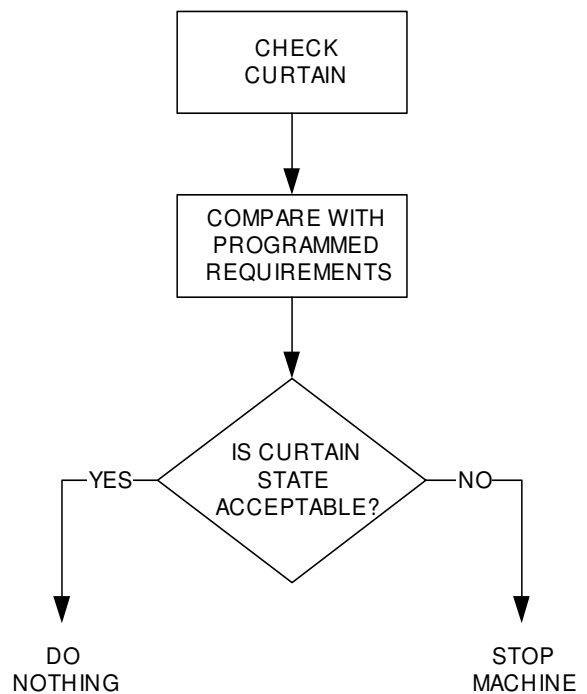 CHECK
CURTAIN
COMPARE WITH
PROGRAMMED
REQUIREMENTS
IS CURTAIN
STATE
ACCEPTABLE?
YES
NO
DO
NOTHING
STOP
MACHINE